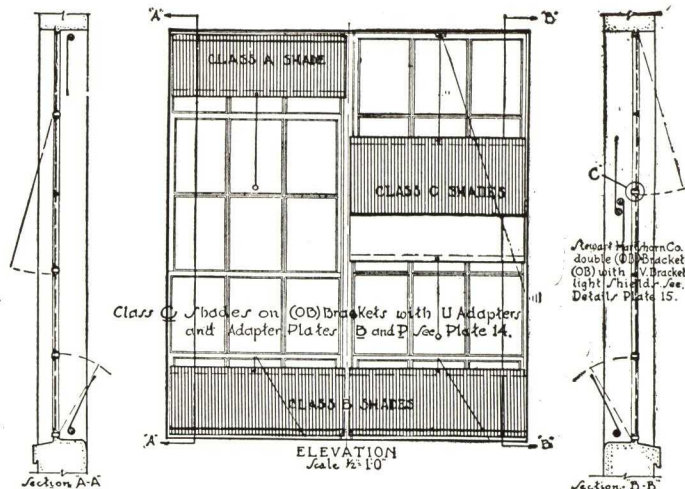 "A"
"B"
CLASS A SHADE
CLASS C SHADES
C
Stewart Hartshorn Co.
double (OB) Bracket
(OB) with V. Bracket
light Shields. See.
Details Plate 15.
Class C Shades on (OB) Brackets with U Adapters
and Adapter Plates B and P See Plate 14.
CLASS B SHADES
"A"
"B"
ELEVATION
Scale ½"=1'0"
Section "A-A"
Section-"B-B"